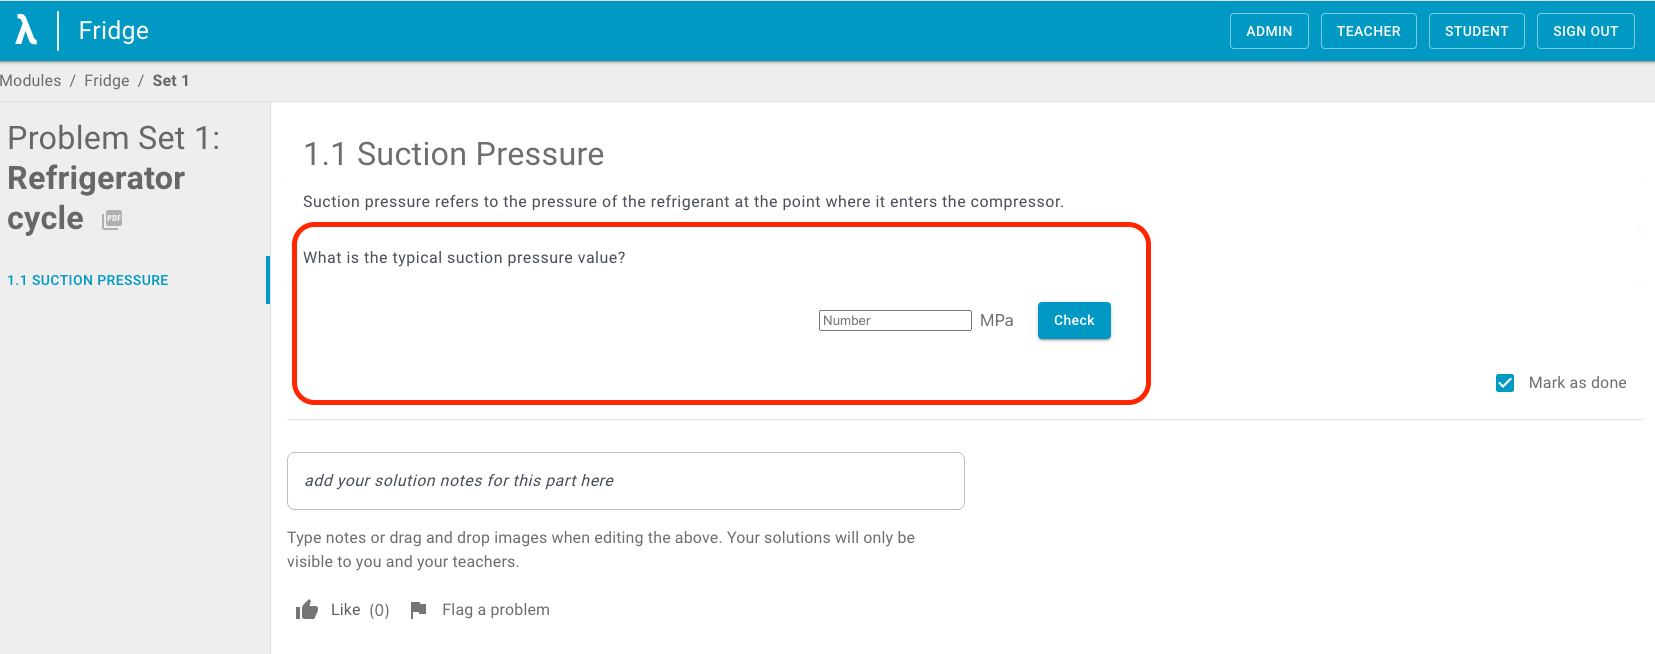 λ Fridge ADMIN TEACHER STUDENT SIGN OUT
Modules / Fridge / Set 1
Problem Set 1:
Refrigerator
cycle PDF
1.1 SUCTION PRESSURE
1.1 Suction Pressure
Suction pressure refers to the pressure of the refrigerant at the point where it enters the compressor.
What is the typical suction pressure value?
Number MPa Check
Mark as done
add your solution notes for this part here
Type notes or drag and drop images when editing the above. Your solutions will only be
visible to you and your teachers.
Like (0) Flag a problem